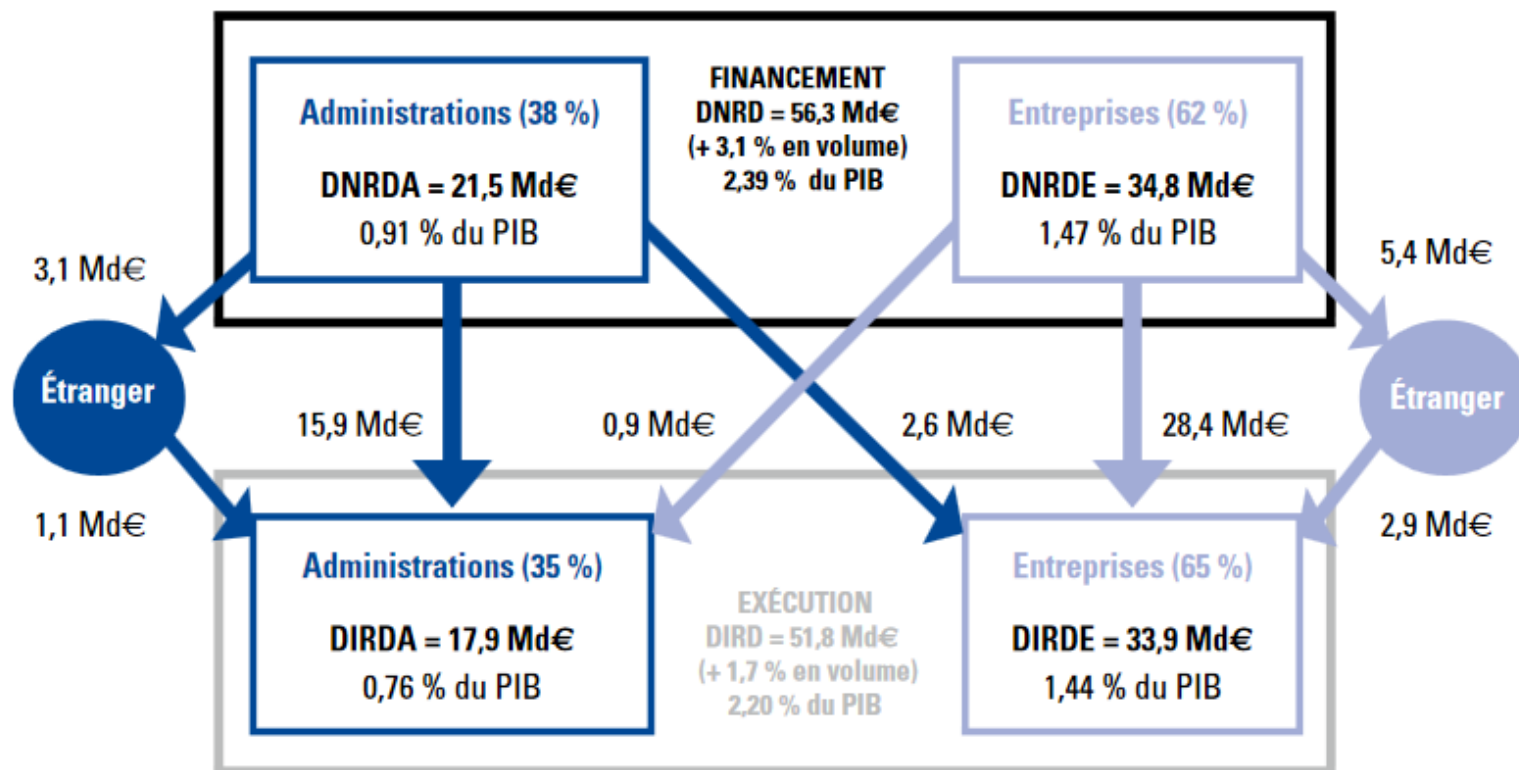 FINANCEMENT
DNRD = 56,3 Md€
(+ 3,1 % en volume)
2,39 % du PIB
Administrations (38 %)
DNRDA = 21,5 Md€
0,91 % du PIB
Entreprises (62 %)
DNRDE = 34,8 Md€
1,47 % du PIB
3,1 Md€
5,4 Md€
Étranger
Étranger
15,9 Md€
0,9 Md€
2,6 Md€
28,4 Md€
1,1 Md€
2,9 Md€
Administrations (35 %)
DIRDA = 17,9 Md€
0,76 % du PIB
EXÉCUTION
DIRD = 51,8 Md€
(+ 1,7 % en volume)
2,20 % du PIB
Entreprises (65 %)
DIRDE = 33,9 Md€
1,44 % du PIB